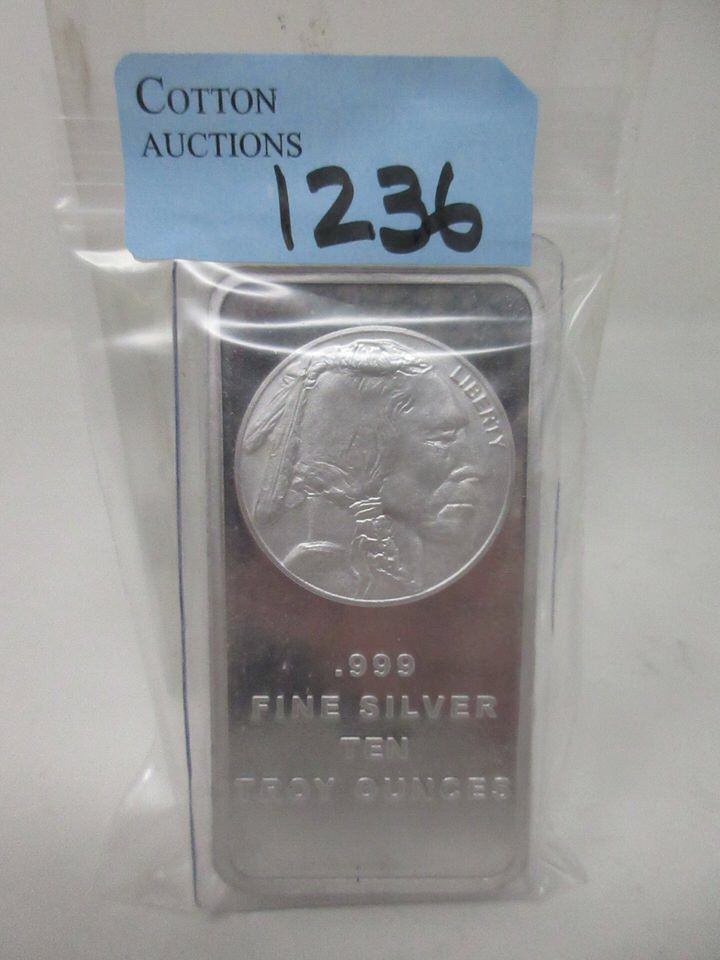 COTTON
AUCTIONS
1236
LIBERTY
.999
FINE SILVER
TEN
TROY OUNCES